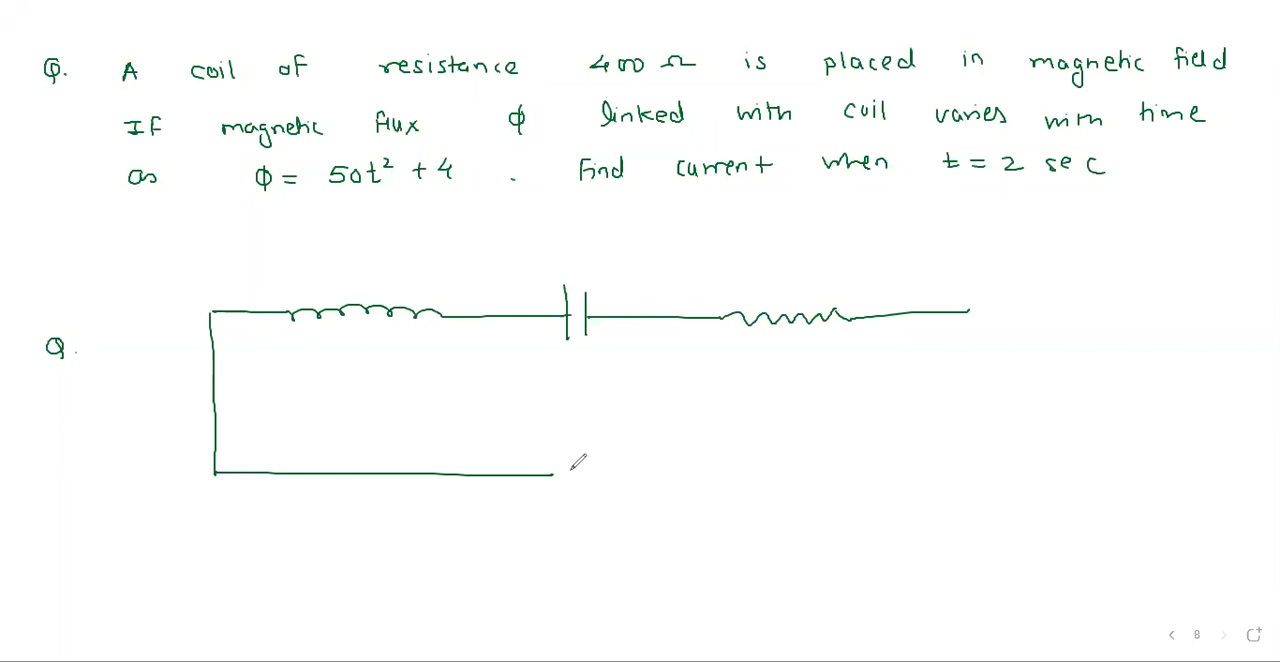 Q. A coil of resistance 400 Ω is placed in magnetic field
If magnetic flux ϕ linked with coil varies with time
as ϕ = 50t² + 4 . Find current when t = 2 sec
Q.
8